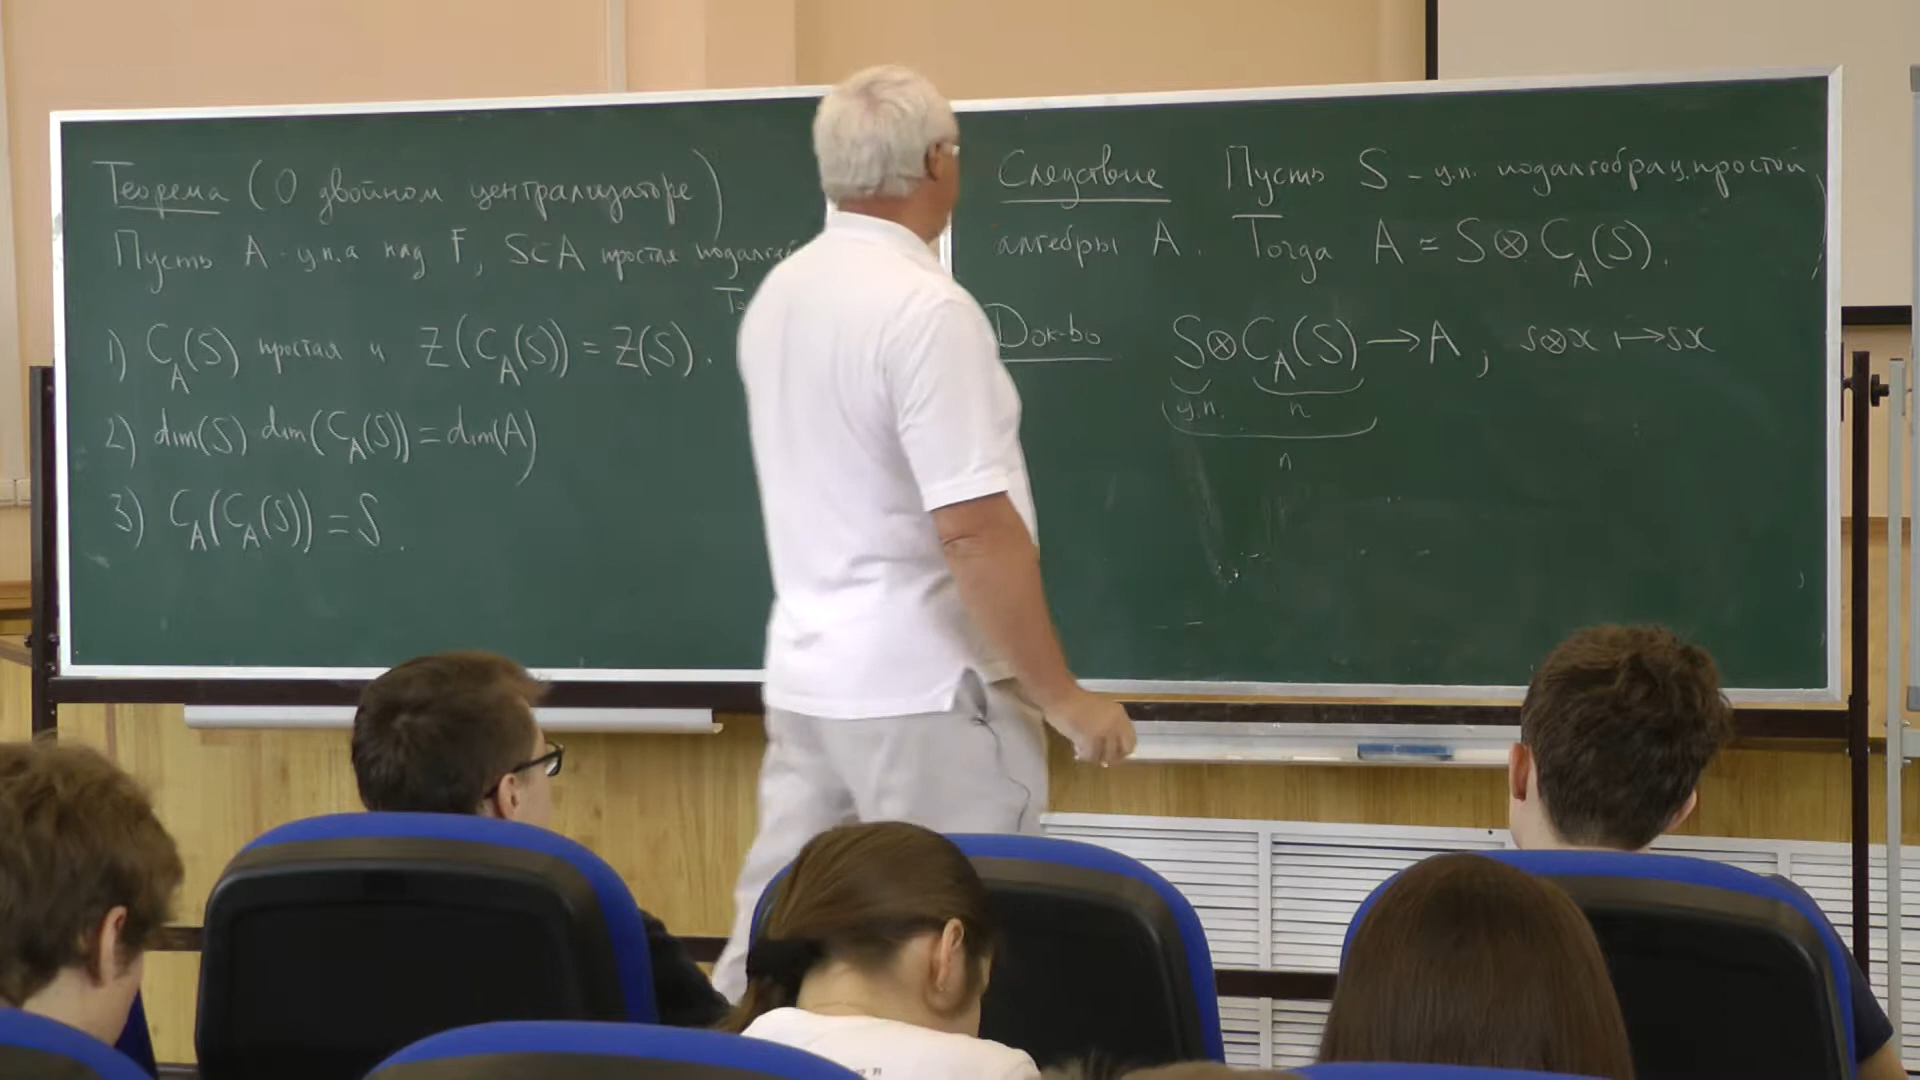 Теорема (О двойном централизаторе)
Пусть A - ц.п.а над F, S⊂A простая
1) C_A(S) простая и Z(C_A(S)) = Z(S).
2) dim(S) dim(C_A(S)) = dim(A)
3) C_A(C_A(S)) = S.
Следствие Пусть S - ц.п. подалгебра ц.простой
алгебры A. Тогда A ≅ S⊗C_A(S).
Док-во S⊗C_A(S) → A, s⊗x ↦ sx
ц.п. п
п